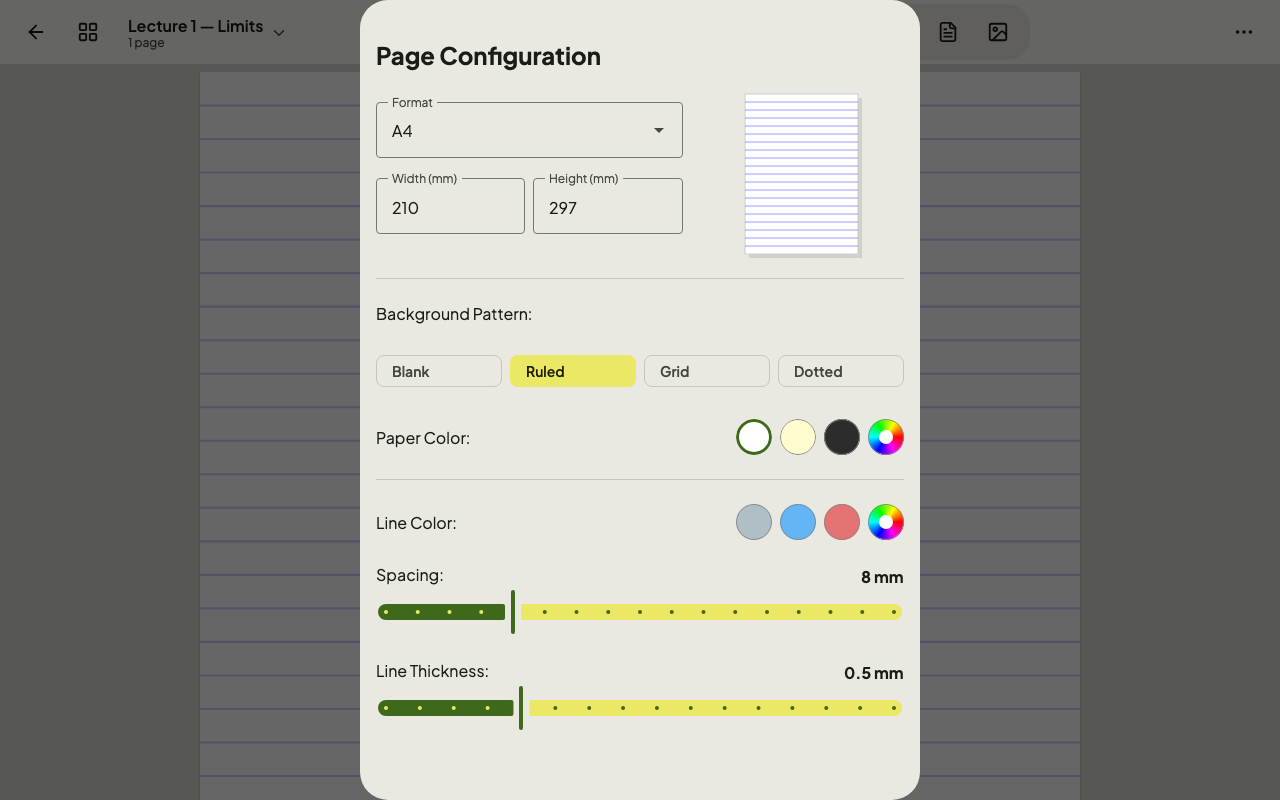 Lecture 1 — Limits
1 page
Page Configuration
Format
A4
Width (mm)
210
Height (mm)
297
Background Pattern:
Blank
Ruled
Grid
Dotted
Paper Color:
Line Color:
Spacing:
8 mm
Line Thickness:
0.5 mm